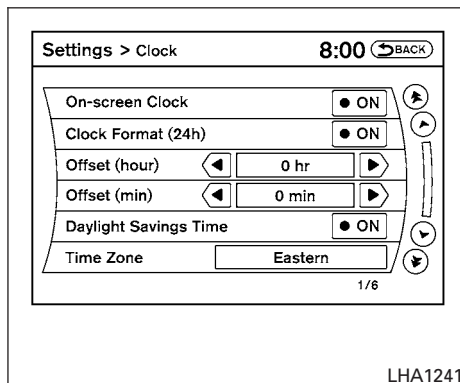 Settings > Clock 8:00 BACK
On-screen Clock ON
Clock Format (24h) ON
Offset (hour) 0 hr
Offset (min) 0 min
Daylight Savings Time ON
Time Zone Eastern
1/6
LHA1241